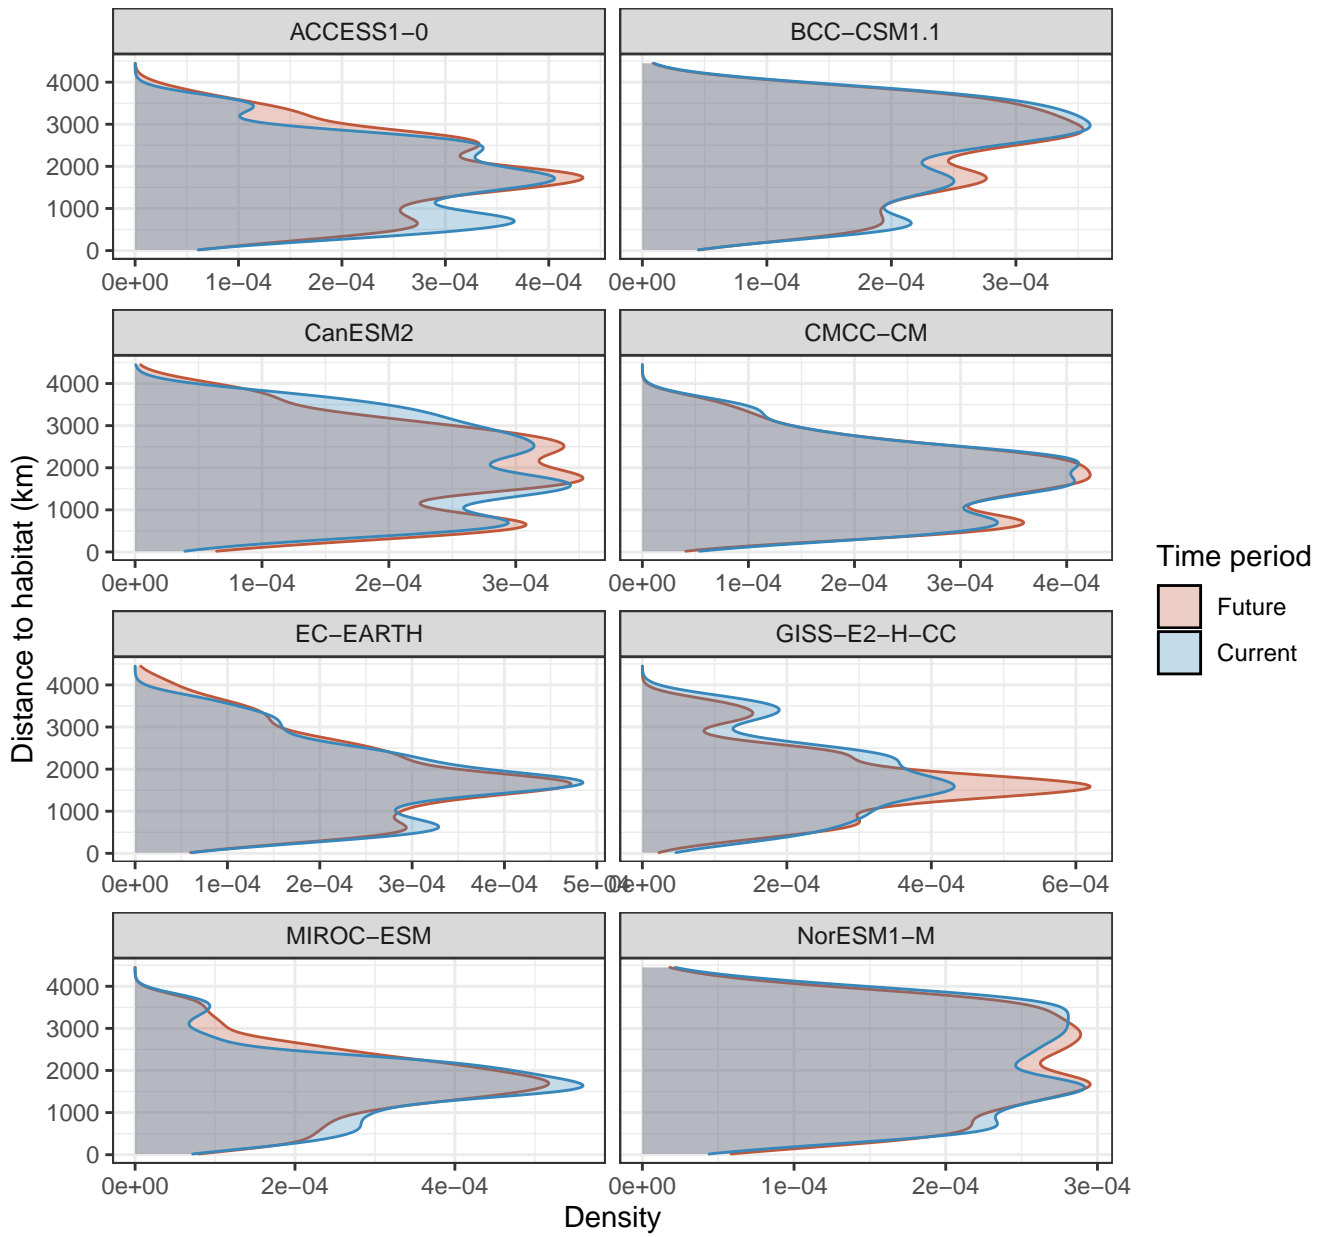 ACCESS1−0
BCC−CSM1.1
4000
3000
2000
1000
0
0e+00 1e−04 2e−04 3e−04 4e−04
0e+00 1e−04 2e−04 3e−04
CanESM2
CMCC−CM
4000
3000
2000
1000
0
0e+00 1e−04 2e−04 3e−04
0e+00 1e−04 2e−04 3e−04 4e−04
EC−EARTH
GISS−E2−H−CC
4000
3000
2000
1000
0
0e+00 1e−04 2e−04 3e−04 4e−04 5e−04
0e+00 2e−04 4e−04 6e−04
MIROC−ESM
NorESM1−M
4000
3000
2000
1000
0
0e+00 2e−04 4e−04
0e+00 1e−04 2e−04 3e−04
Density
Distance to habitat (km)
Time period
Future
Current